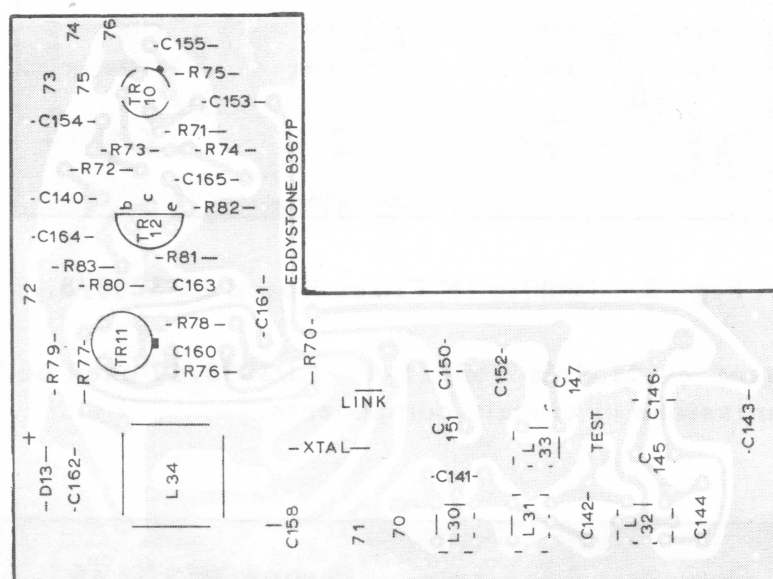 74
76
-C155-
73
75
-R75-
TR
10
-C153-
-C154-
-R71-
-R73-
-R74-
-R72-
-C165-
-C140-
b
c
e
-R82-
TR
12
-C164-
-R81-
-R83-
-R80-
C163
EDDYSTONE 8367P
72
-C161-
-R78-
TR11
C160
-R76-
-R79-
-R77-
-R70-
-C150-
-C152-
C
147
-C146-
-C143-
LINK
C
151
L
33
TEST
C
145
+
-XTAL-
-D13-
-C162-
L34
-C141-
C158
71
70
L30
L31
C142-
L
32
C144